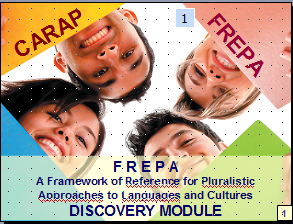 CARAP
1
FREPA
F R E P A
A Framework of Reference for Pluralistic
Approaches to Languages and Cultures
DISCOVERY MODULE
1